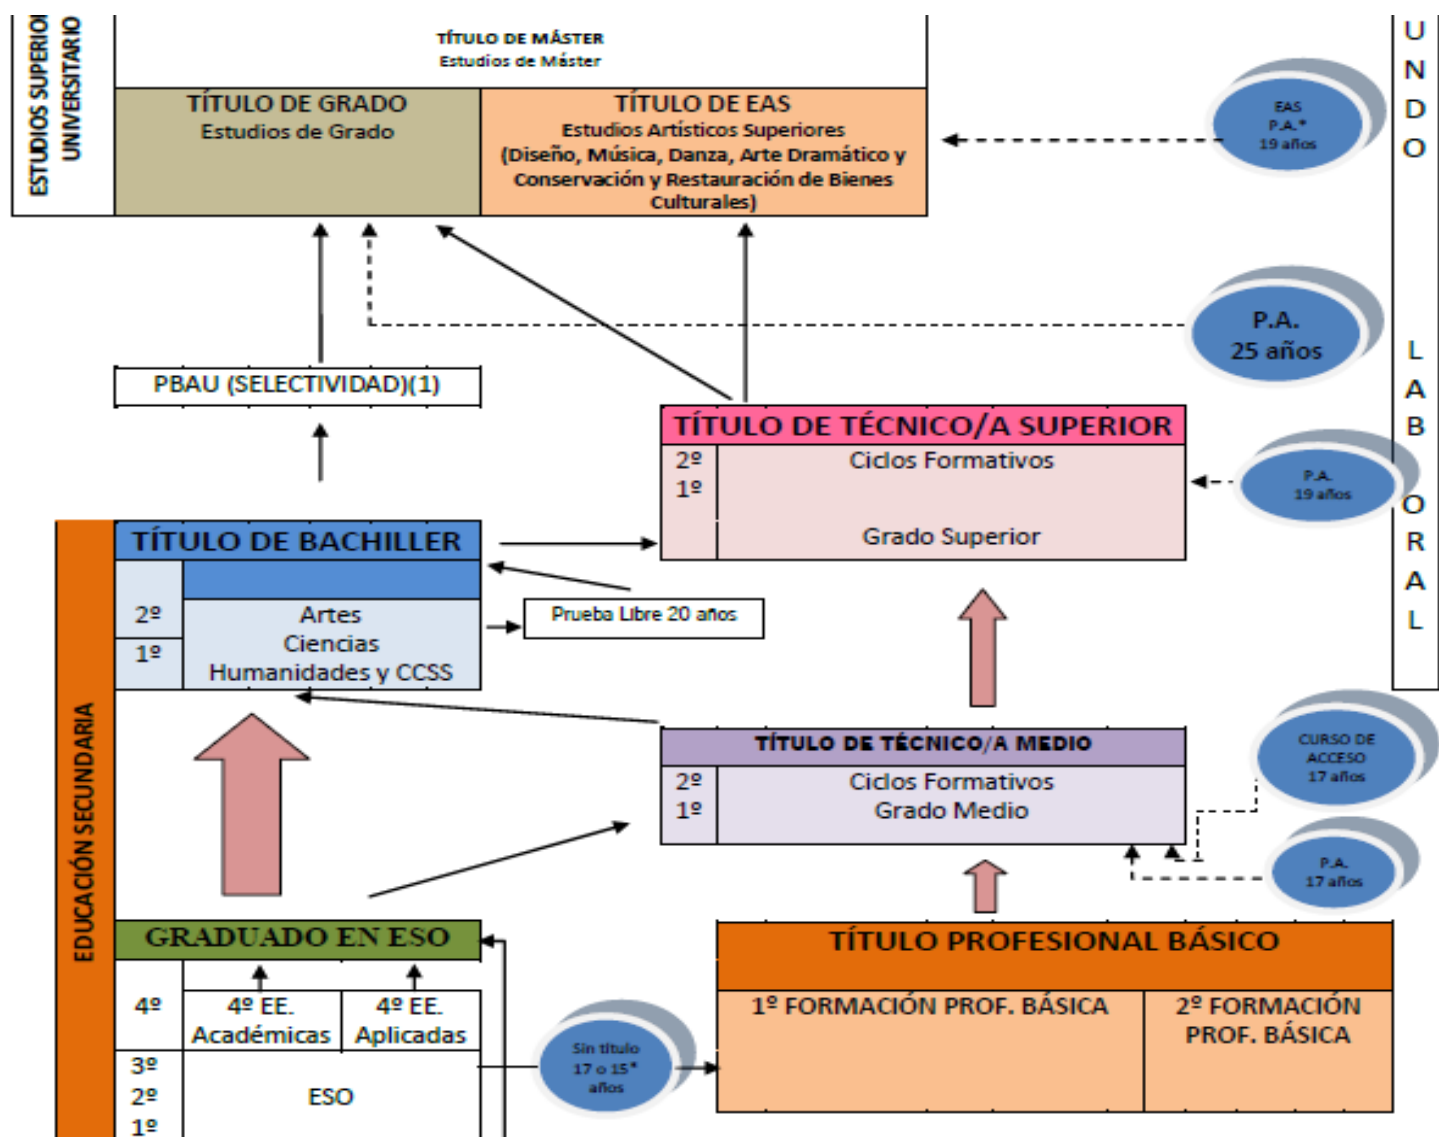 ESTUDIOS SUPERIO
UNIVERSITARIO
TÍTULO DE MÁSTER
Estudios de Máster
TÍTULO DE GRADO
Estudios de Grado
TÍTULO DE EAS
Estudios Artísticos Superiores
(Diseño, Música, Danza, Arte Dramático y
Conservación y Restauración de Bienes
Culturales)
EAS
P.A.*
19 años
UNDO
LABORAL
P.A.
25 años
PBAU (SELECTIVIDAD)(1)
TÍTULO DE TÉCNICO/A SUPERIOR
2º
1º
Ciclos Formativos
Grado Superior
P.A.
19 años
EDUCACIÓN SECUNDARIA
TÍTULO DE BACHILLER
2º
1º
Artes
Ciencias
Humanidades y CCSS
Prueba Libre 20 años
TÍTULO DE TÉCNICO/A MEDIO
2º
1º
Ciclos Formativos
Grado Medio
CURSO DE
ACCESO
17 años
P.A.
17 años
GRADUADO EN ESO
4º
4º EE.
Académicas
4º EE.
Aplicadas
3º
2º
1º
ESO
Sin título
17 o 15*
años
TÍTULO PROFESIONAL BÁSICO
1º FORMACIÓN PROF. BÁSICA
2º FORMACIÓN
PROF. BÁSICA